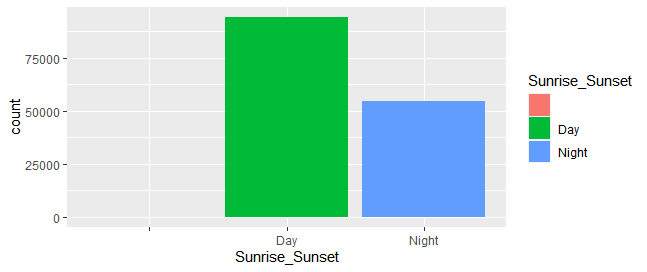 count
75000
50000
25000
0
Day Night
Sunrise_Sunset
Sunrise_Sunset
Day
Night